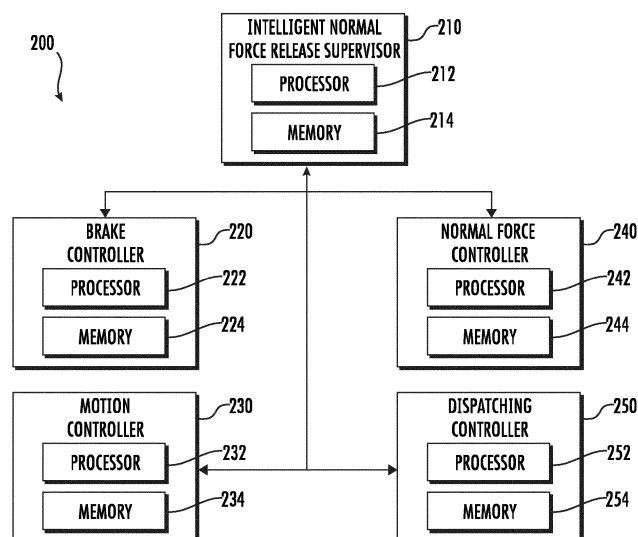 200
INTELLIGENT NORMAL
FORCE RELEASE SUPERVISOR
210
PROCESSOR
212
MEMORY
214
BRAKE
CONTROLLER
220
PROCESSOR
222
MEMORY
224
NORMAL FORCE
CONTROLLER
240
PROCESSOR
242
MEMORY
244
MOTION
CONTROLLER
230
PROCESSOR
232
MEMORY
234
DISPATCHING
CONTROLLER
250
PROCESSOR
252
MEMORY
254